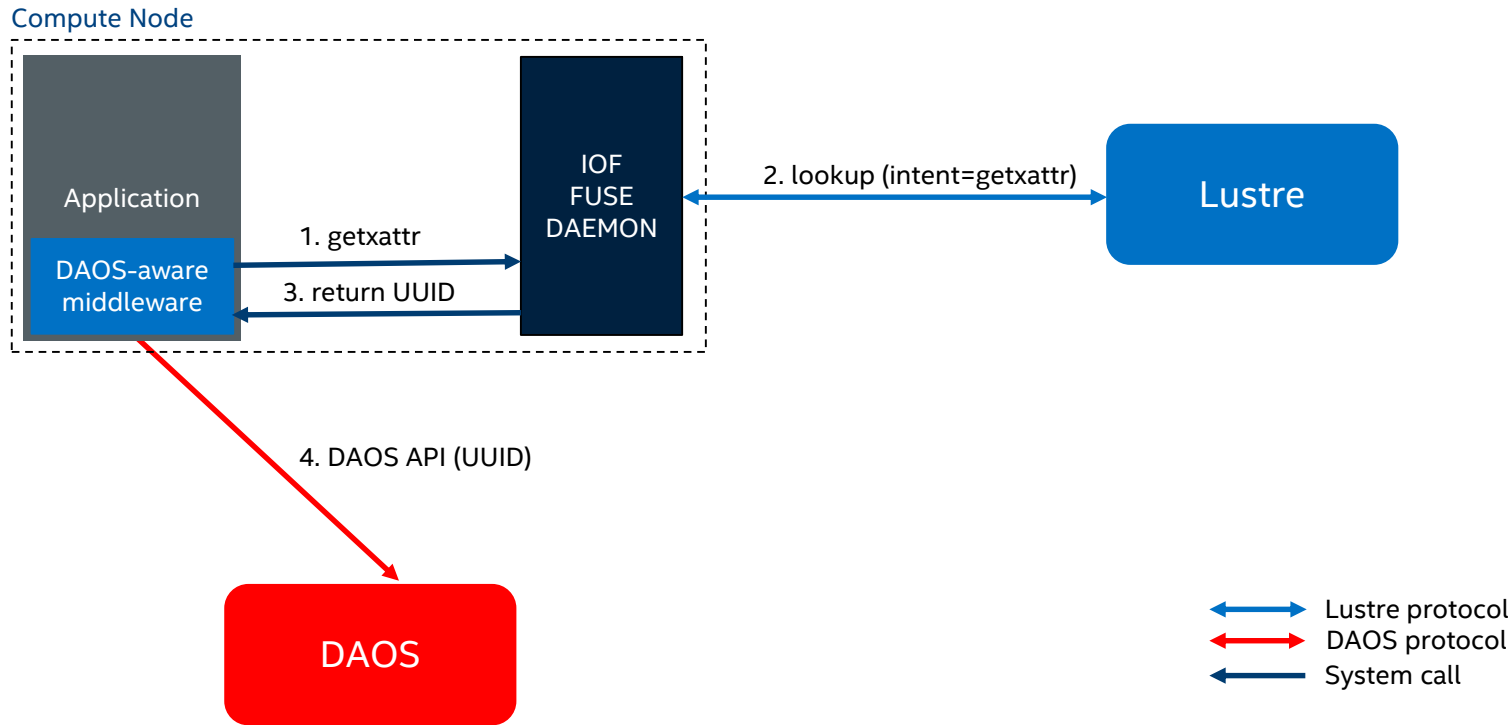 Compute Node
Application
DAOS-aware
middleware
1. getxattr
3. return UUID
IOF
FUSE
DAEMON
2. lookup (intent=getxattr)
Lustre
4. DAOS API (UUID)
DAOS
Lustre protocol
DAOS protocol
System call